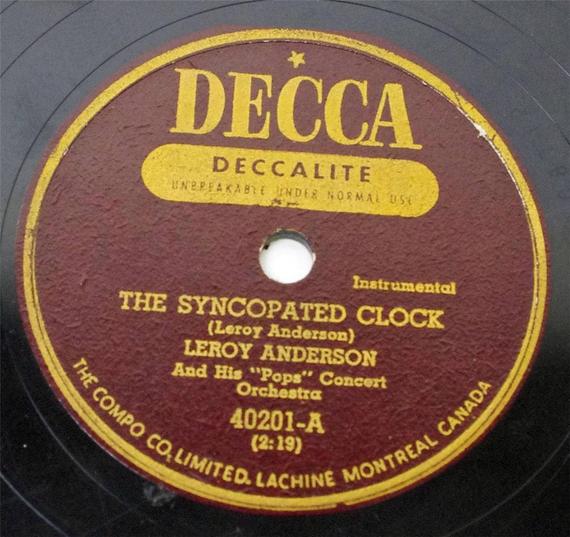 DECCA
DECCALITE
UNBREAKABLE UNDER NORMAL USE
Instrumental
THE SYNCOPATED CLOCK
(Leroy Anderson)
LEROY ANDERSON
And His "Pops" Concert
Orchestra
40201-A
(2:19)
THE COMPO CO, LIMITED. LACHINE MONTREAL CANADA